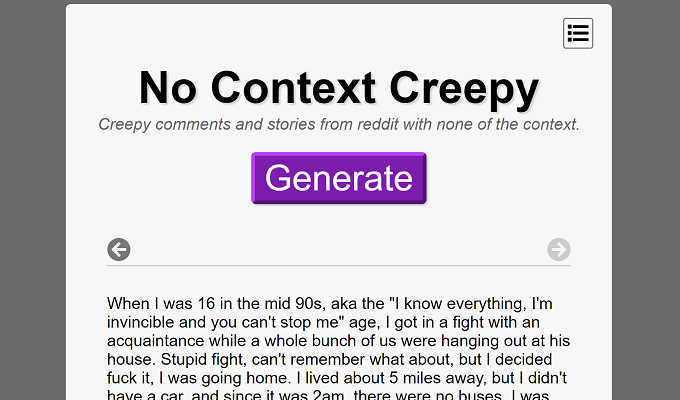 No Context Creepy
Creepy comments and stories from reddit with none of the context.
Generate
When I was 16 in the mid 90s, aka the "I know everything, I'm
invincible and you can't stop me" age, I got in a fight with an
acquaintance while a whole bunch of us were hanging out at his
house. Stupid fight, can't remember what about, but I decided
fuck it, I was going home. I lived about 5 miles away, but I didn't
have a car, and since it was 2am, there were no buses. I was